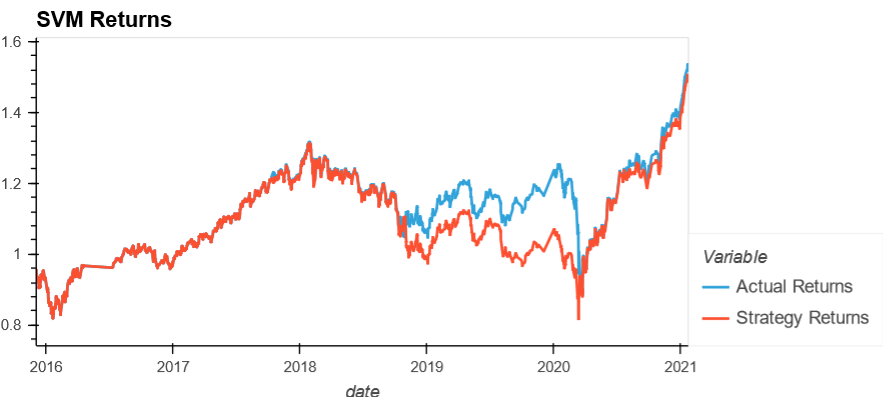 SVM Returns
1.6
1.4
1.2
1
0.8
2016 2017 2018 2019 2020 2021
date
Variable
Actual Returns
Strategy Returns